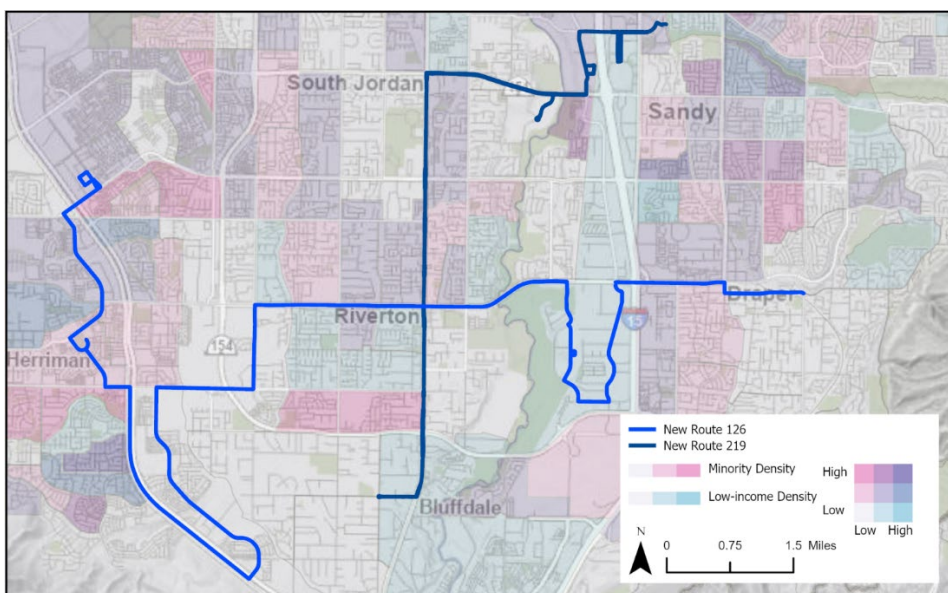 South Jordan
Sandy
Riverton
Draper
15
154
Herriman
Bluffdale
New Route 126
New Route 219
Minority Density
Low-income Density
High
Low
Low High
N
0 0.75 1.5 Miles